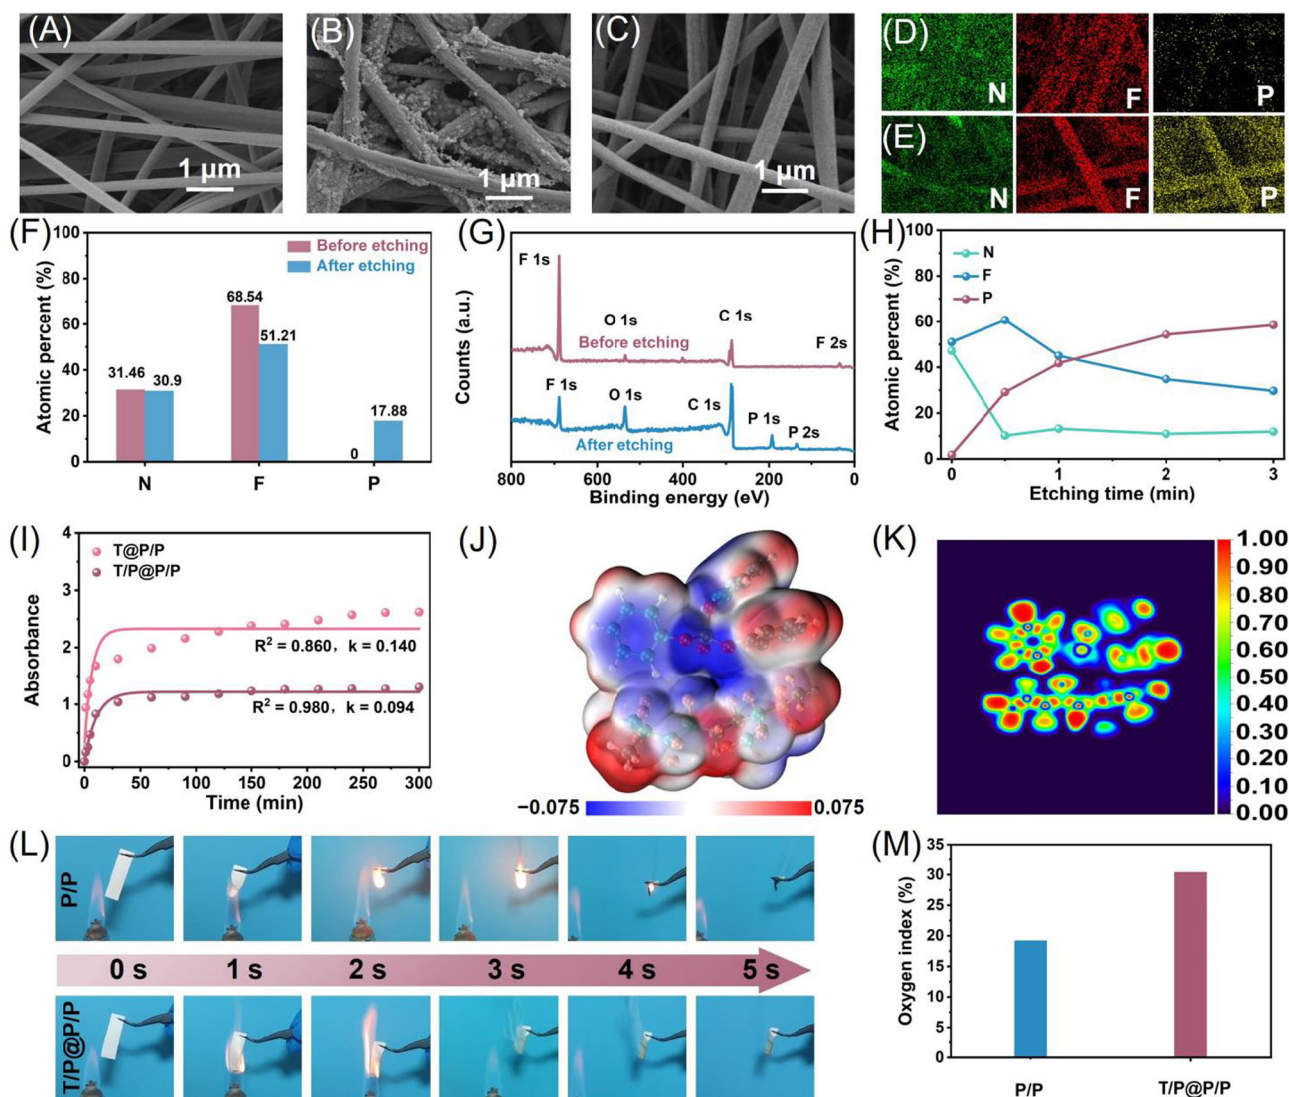 (A)
1 µm
(B)
1 µm
(C)
1 µm
(D)
N
F
P
(E)
N
F
P
(F)
Atomic percent (%)
100
80
60
40
20
0
Before etching
After etching
31.46
30.9
68.54
51.21
0
17.88
N
F
P
(G)
Counts (a.u.)
F 1s
O 1s
C 1s
F 2s
Before etching
F 1s
O 1s
C 1s
P 1s
P 2s
After etching
800
600
400
200
0
Binding energy (eV)
(H)
Atomic percent (%)
100
80
60
40
20
0
N
F
P
0
1
2
3
Etching time (min)
(I)
Absorbance
4
3
2
1
0
T@P/P
T/P@P/P
R² = 0.860, k = 0.140
R² = 0.980, k = 0.094
0
50
100
150
200
250
300
Time (min)
(J)
−0.075
0.075
(K)
1.00
0.90
0.80
0.70
0.60
0.50
0.40
0.30
0.20
0.10
0.00
(L)
P/P
0 s
1 s
2 s
3 s
4 s
5 s
T/P@P/P
(M)
Oxygen index (%)
35
30
25
20
15
10
5
0
P/P
T/P@P/P